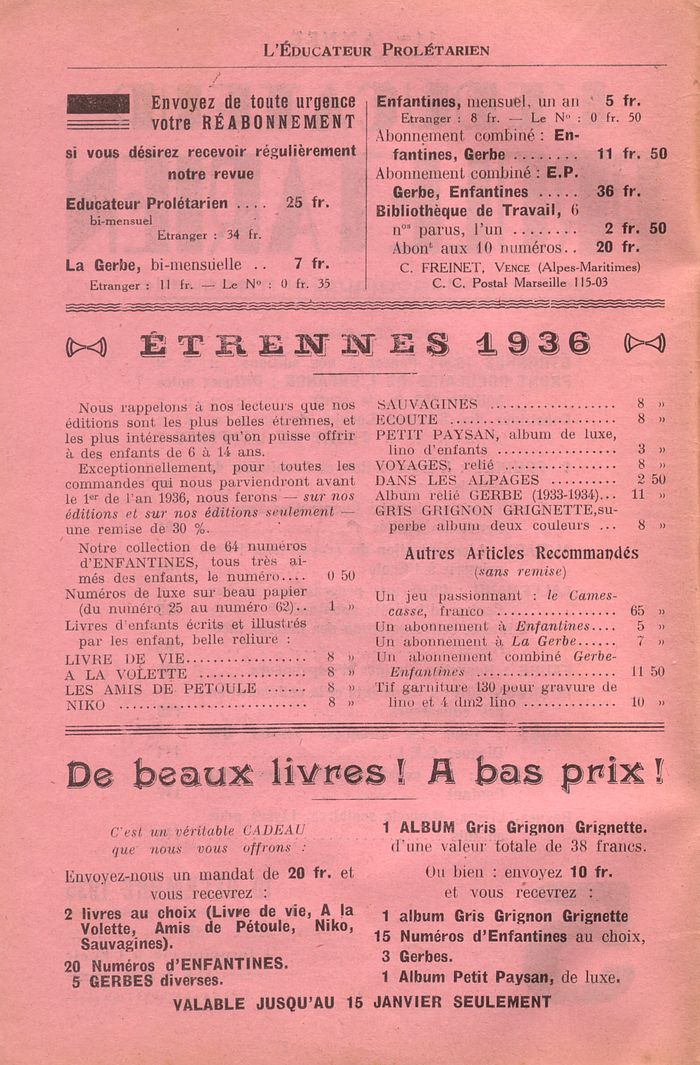 L'ÉDUCATEUR PROLÉTARIEN
Envoyez de toute urgence
votre RÉABONNEMENT
si vous désirez recevoir régulièrement
notre revue
Educateur Prolétarien .... 25 fr.
bi-mensuel
Etranger : 34 fr.
La Gerbe, bi-mensuelle .. 7 fr.
Etranger : 11 fr. — Le N° : 0 fr. 35
Enfantines, mensuel, un an 5 fr.
Etranger : 8 fr. — Le N° : 0 fr. 50
Abonnement combiné : En-
fantines, Gerbe ........ 11 fr. 50
Abonnement combiné : E.P.
Gerbe, Enfantines ..... 36 fr.
Bibliothèque de Travail, 6
nos parus, l'un ........ 2 fr. 50
Abont aux 10 numéros.. 20 fr.
C. FREINET, VENCE (Alpes-Maritimes)
C. C. Postal Marseille 115-03
ÉTRENNES 1936
Nous rappelons à nos lecteurs que nos
éditions sont les plus belles étrennes, et
les plus intéressantes qu'on puisse offrir
à des enfants de 6 à 14 ans.
Exceptionnellement, pour toutes les
commandes qui nous parviendront avant
le 1er de l'an 1936, nous ferons — sur nos
éditions et sur nos éditions seulement —
une remise de 30 %.
Notre collection de 64 numéros
d'ENFANTINES, tous très ai-
més des enfants, le numéro.... 0 50
Numéros de luxe sur beau papier
(du numéro 25 au numéro 62).. 1 »
Livres d'enfants écrits et illustrés
par les enfant, belle reliure :
LIVRE DE VIE................. 8 »
A LA VOLETTE ............... 8 »
LES AMIS DE PETOULE ...... 8 »
NIKO .......................... 8 »
SAUVAGINES .................. 8 »
ECOUTE ........................ 8 »
PETIT PAYSAN, album de luxe,
lino d'enfants ................. 3 »
VOYAGES, relié ................ 8 »
DANS LES ALPAGES .......... 2 50
Album relié GERBE (1933-1934)... 11 »
GRIS GRIGNON GRIGNETTE,su-
perbe album deux couleurs ... 8 »
Autres Articles Recommandés
(sans remise)
Un jeu passionnant : le Cames-
casse, franco ................. 65 »
Un abonnement à Enfantines.... 5 »
Un abonnement à La Gerbe...... 7 »
Un abonnement combiné Gerbe-
Enfantines .................... 11 50
Tif garniture 130 pour gravure de
lino et 4 dm2 lino ............. 10 »
De beaux livres ! A bas prix !
C'est un véritable CADEAU
que nous vous offrons :
Envoyez-nous un mandat de 20 fr. et
vous recevrez :
2 livres au choix (Livre de vie, A la
Volette, Amis de Pétoule, Niko,
Sauvagines).
20 Numéros d'ENFANTINES.
5 GERBES diverses.
1 ALBUM Gris Grignon Grignette.
d'une valeur totale de 38 francs.
Ou bien : envoyez 10 fr.
et vous recevrez :
1 album Gris Grignon Grignette
15 Numéros d'Enfantines au choix,
3 Gerbes.
1 Album Petit Paysan, de luxe.
VALABLE JUSQU'AU 15 JANVIER SEULEMENT